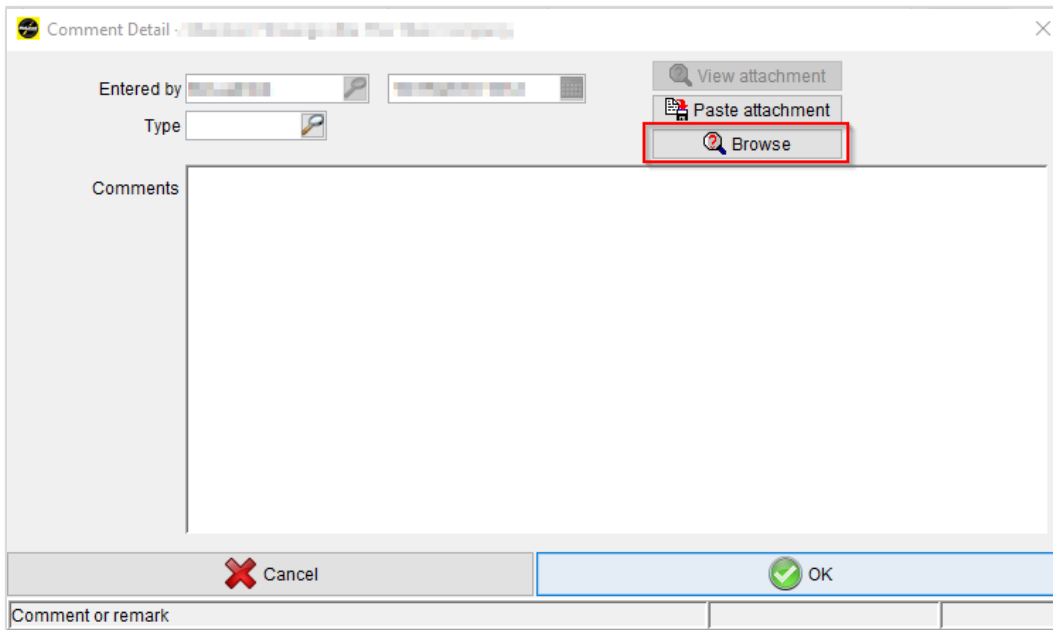 Comment Detail -
View attachment
Entered by
Paste attachment
Type
Browse
Comments
Cancel
OK
Comment or remark